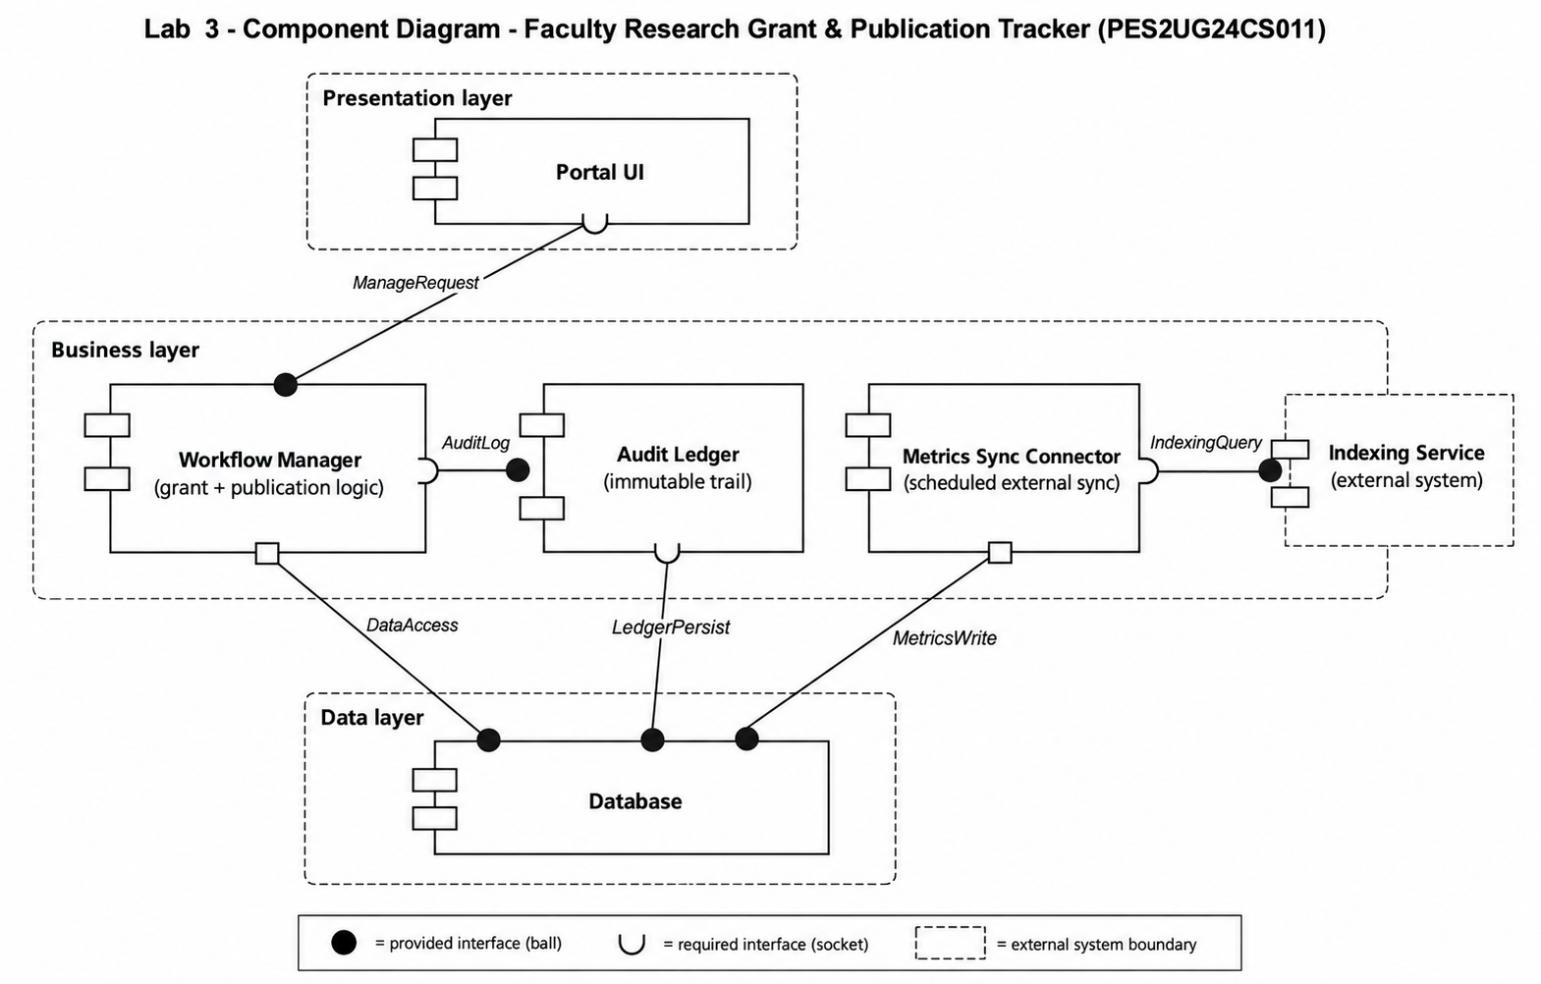 Lab 3 - Component Diagram - Faculty Research Grant & Publication Tracker (PES2UG24CS011)
Presentation layer
Portal UI
ManageRequest
Business layer
Workflow Manager
(grant + publication logic)
AuditLog
Audit Ledger
(immutable trail)
Metrics Sync Connector
(scheduled external sync)
IndexingQuery
Indexing Service
(external system)
DataAccess
LedgerPersist
MetricsWrite
Data layer
Database
= provided interface (ball)
= required interface (socket)
= external system boundary